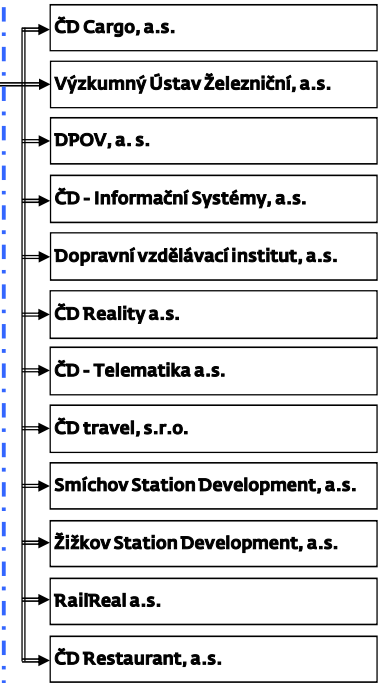 ČD Cargo, a.s.
Výzkumný Ústav Železniční, a.s.
DPOV, a. s.
ČD - Informační Systémy, a.s.
Dopravní vzdělávací institut, a.s.
ČD Reality a.s.
ČD - Telematika a.s.
ČD travel, s.r.o.
Smíchov Station Development, a.s.
Žižkov Station Development, a.s.
RailReal a.s.
ČD Restaurant, a.s.